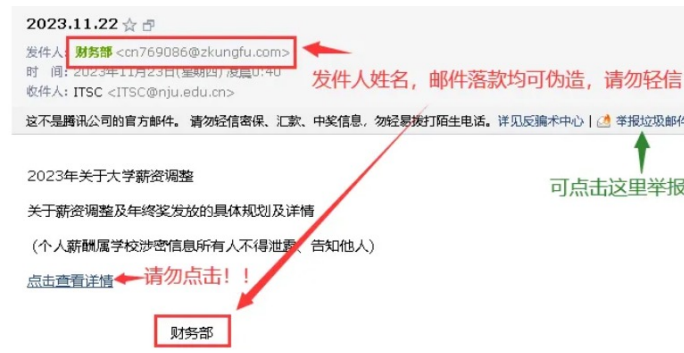 2023.11.22
发件人: 财务部 <cn769086@zkungfu.com>
时 间: 2023年11月23日(星期四) 凌晨0:40
发件人姓名，邮件落款均可伪造，请勿轻信
收件人: ITSC <ITSC@nju.edu.cn>
这不是腾讯公司的官方邮件。 请勿轻信密保、汇款、中奖信息，勿轻易拨打陌生电话。 详见反骗术中心 | 举报垃圾邮件
可点击这里举报
2023年关于大学薪资调整
关于薪资调整及年终奖发放的具体规划及详情
（个人薪酬属学校涉密信息所有人不得泄露、告知他人）
点击查看详情 请勿点击！！
财务部